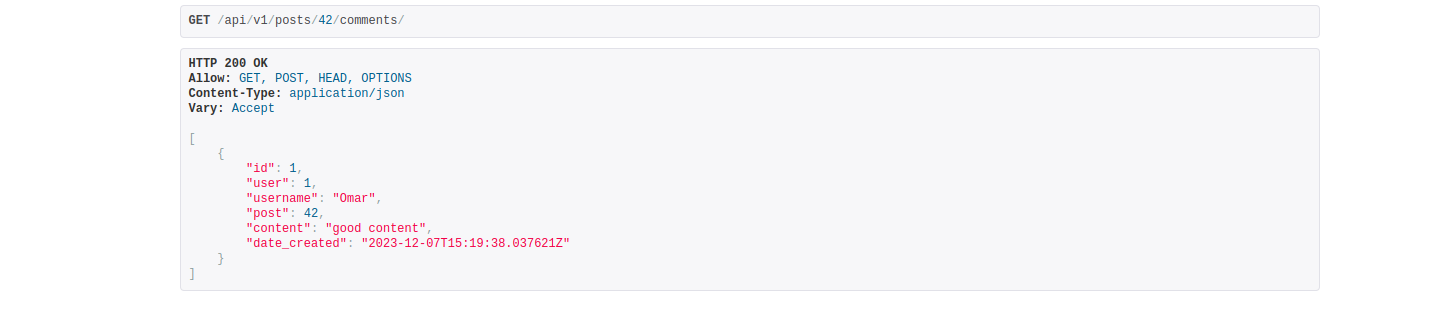 GET /api/v1/posts/42/comments/
HTTP 200 OK
Allow: GET, POST, HEAD, OPTIONS
Content-Type: application/json
Vary: Accept
[
    {
        "id": 1,
        "user": 1,
        "username": "Omar",
        "post": 42,
        "content": "good content",
        "date_created": "2023-12-07T15:19:38.037621Z"
    }
]